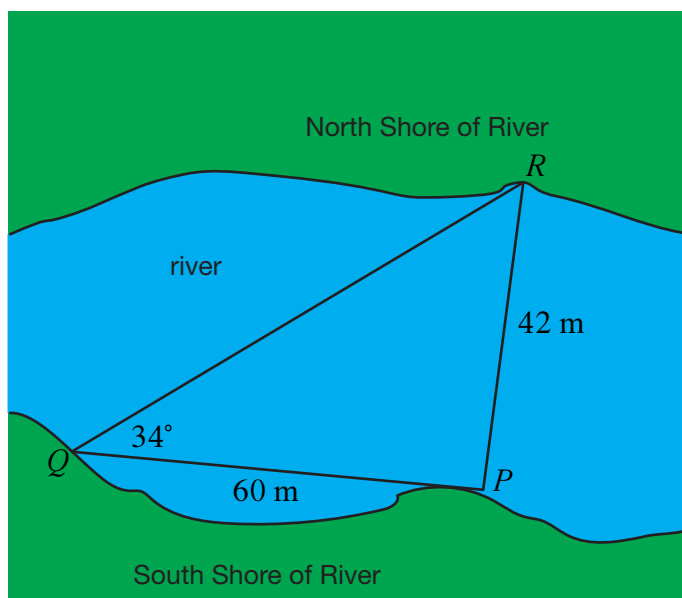 North Shore of River
R
river
42 m
34°
Q
60 m
P
South Shore of River